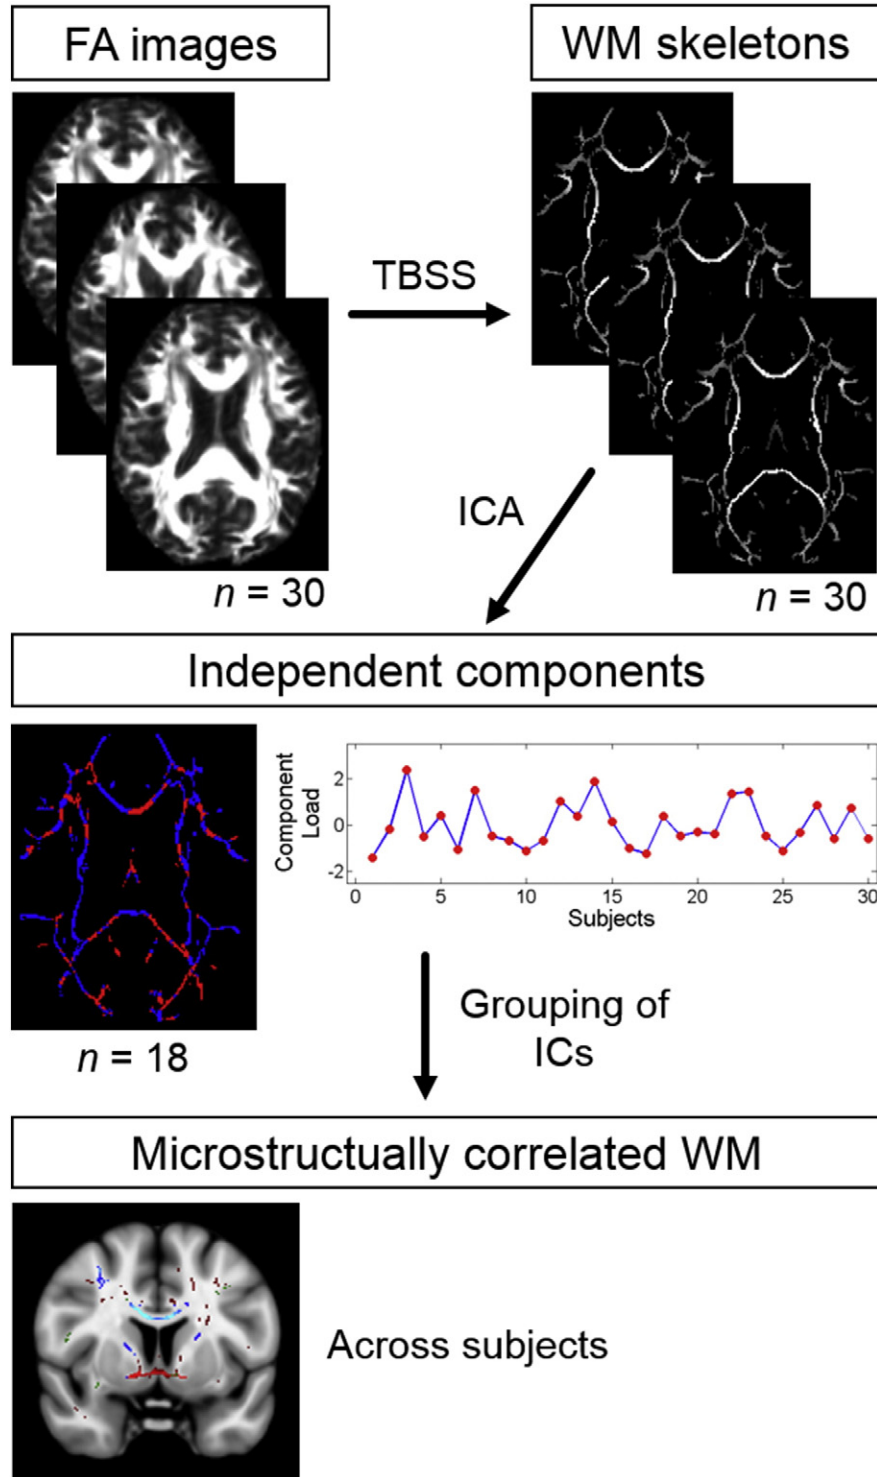 FA images
WM skeletons
TBSS
ICA
n = 30
n = 30
Independent components
Component
Load
2
0
-2
0
5
10
15
20
25
30
Subjects
n = 18
Grouping of
ICs
Microstructually correlated WM
Across subjects